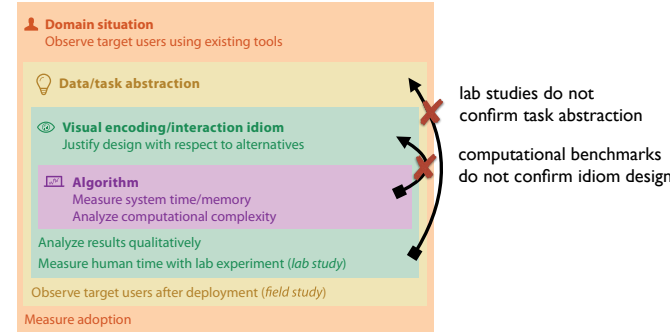 Domain situation
Observe target users using existing tools
Data/task abstraction
Visual encoding/interaction idiom
Justify design with respect to alternatives
Algorithm
Measure system time/memory
Analyze computational complexity
Analyze results qualitatively
Measure human time with lab experiment (lab study)
Observe target users after deployment (field study)
Measure adoption
lab studies do not
confirm task abstraction
computational benchmarks
do not confirm idiom design